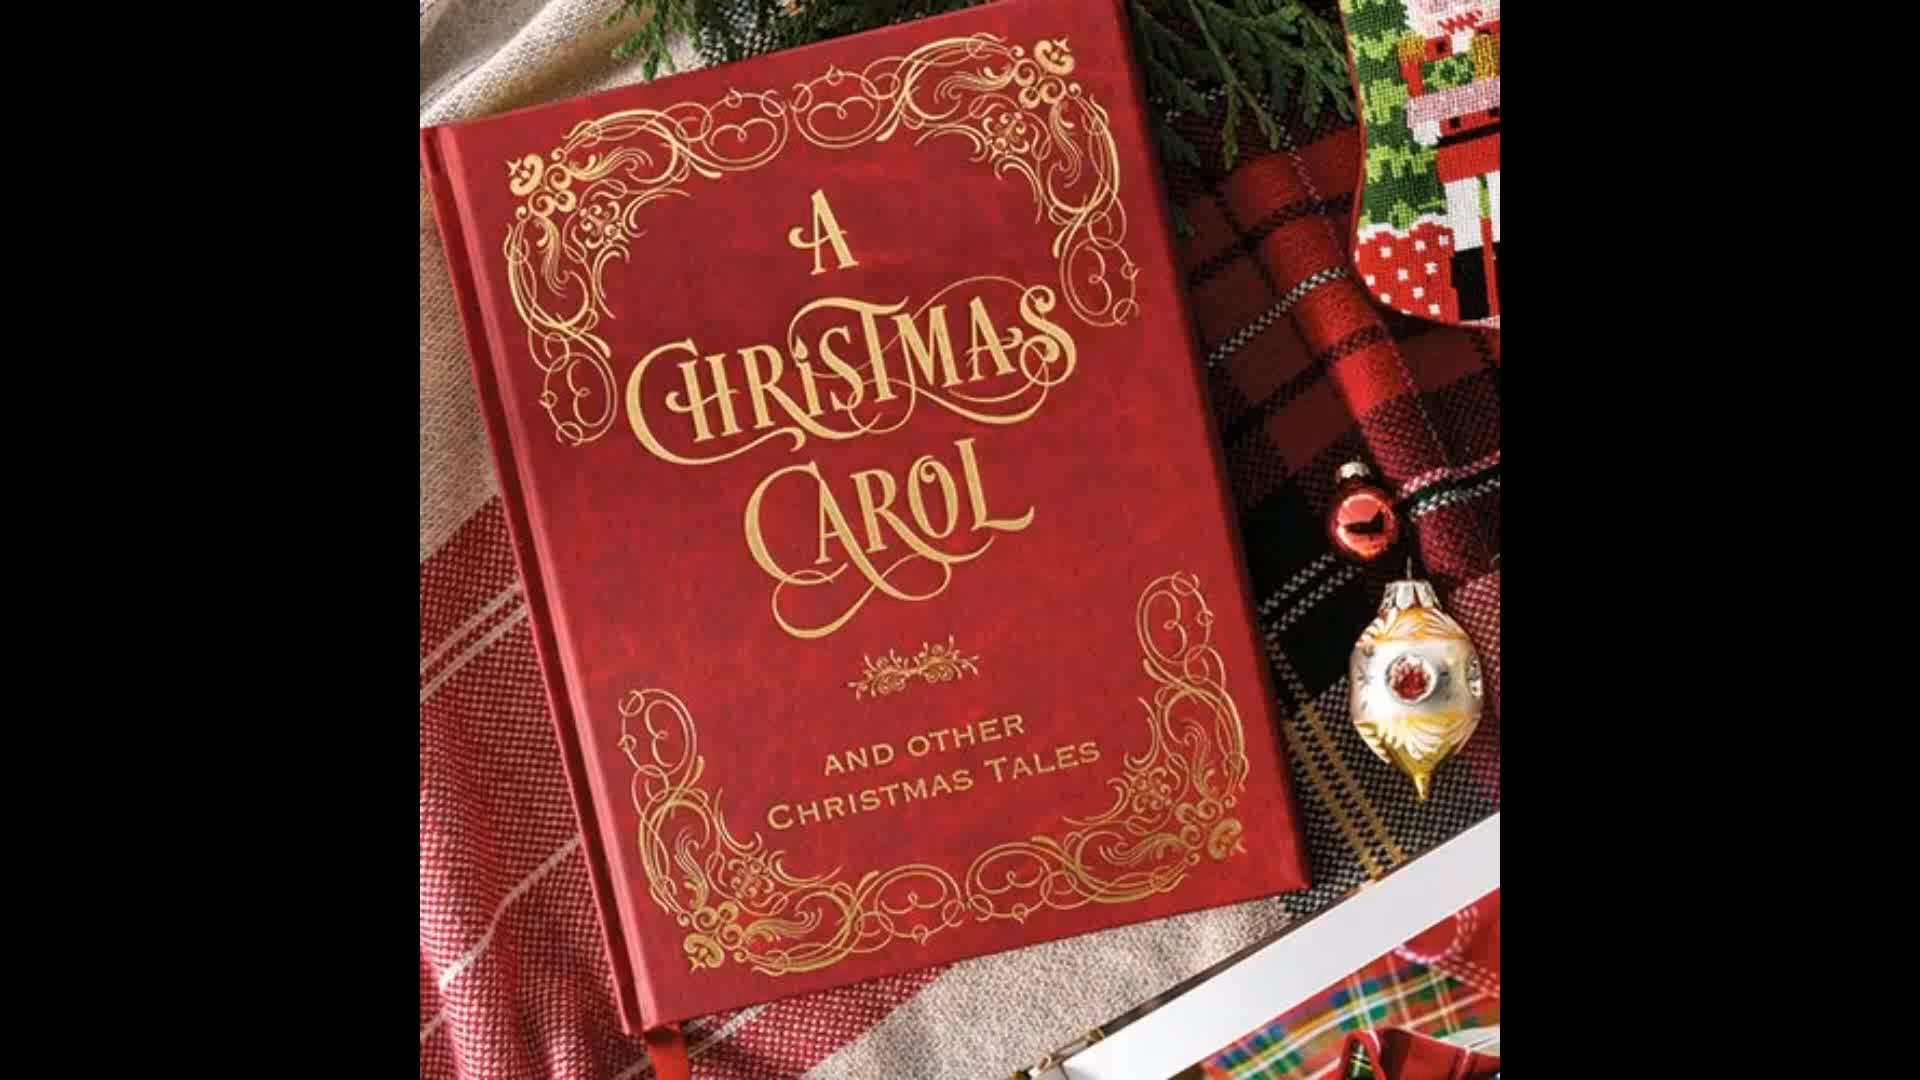 A
CHRiSTMAS
CAROL
AND OTHER
CHRISTMAS TALES